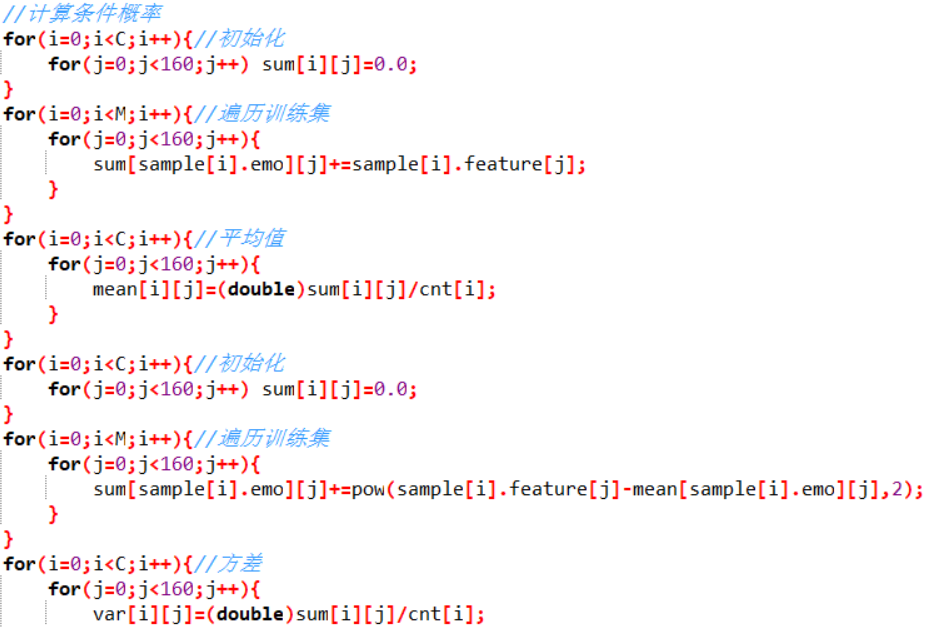 //计算条件概率
for(i=0;i<C;i++){//初始化
    for(j=0;j<160;j++) sum[i][j]=0.0;
}
for(i=0;i<M;i++){//遍历训练集
    for(j=0;j<160;j++){
        sum[sample[i].emo][j]+=sample[i].feature[j];
    }
}
for(i=0;i<C;i++){//平均值
    for(j=0;j<160;j++){
        mean[i][j]=(double)sum[i][j]/cnt[i];
    }
}
for(i=0;i<C;i++){//初始化
    for(j=0;j<160;j++) sum[i][j]=0.0;
}
for(i=0;i<M;i++){//遍历训练集
    for(j=0;j<160;j++){
        sum[sample[i].emo][j]+=pow(sample[i].feature[j]-mean[sample[i].emo][j],2);
    }
}
for(i=0;i<C;i++){//方差
    for(j=0;j<160;j++){
        var[i][j]=(double)sum[i][j]/cnt[i];